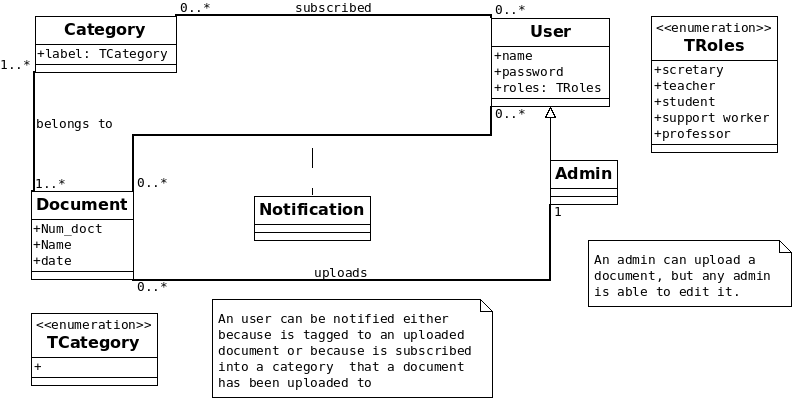 0..*
subscribed
0..*
Category
+label: TCategory
1..*
User
+name
+password
+roles: TRoles
0..*
<<enumeration>>
TRoles
+scretary
+teacher
+student
+support worker
+professor
belongs to
1..*
0..*
Document
+Num_doct
+Name
+date
0..*
Notification
Admin
1
uploads
An admin can upload a
document, but any admin
is able to edit it.
<<enumeration>>
TCategory
+
An user can be notified either
because is tagged to an uploaded
document or because is subscribed
into a category  that a document
has been uploaded to